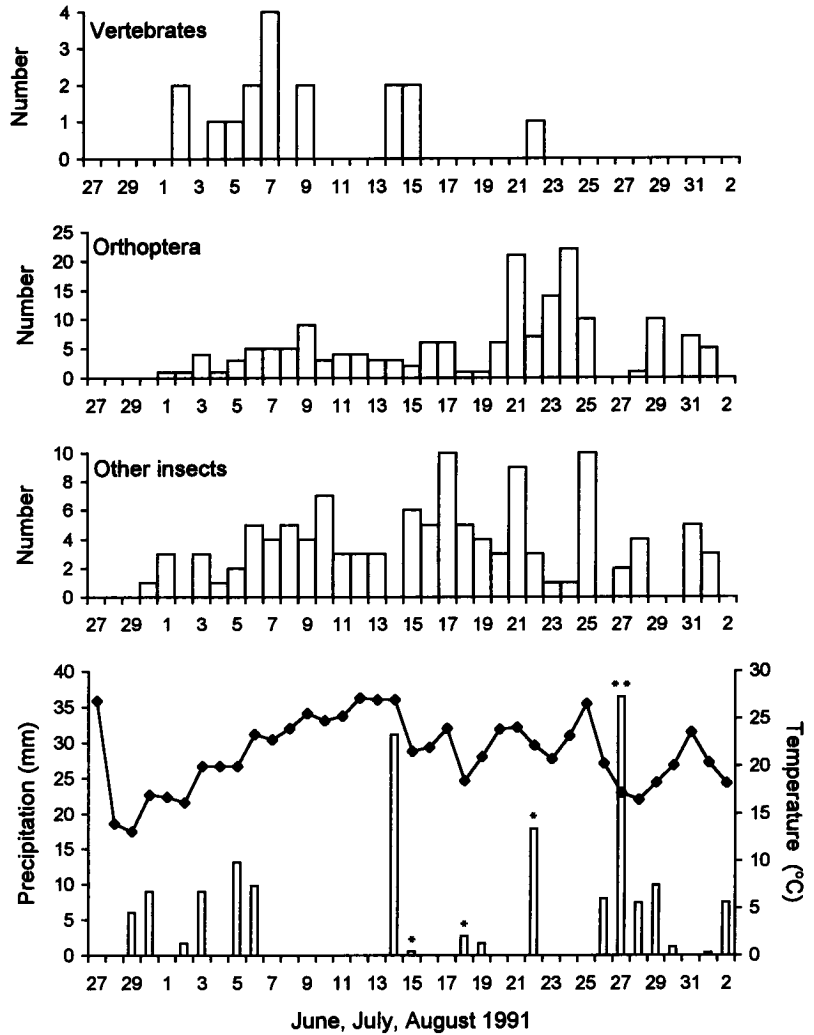 Vertebrates
Number
4
3
2
1
0
27 29 1 3 5 7 9 11 13 15 17 19 21 23 25 27 29 31 2
Orthoptera
Number
25
20
15
10
5
0
27 29 1 3 5 7 9 11 13 15 17 19 21 23 25 27 29 31 2
Other insects
Number
10
8
6
4
2
0
27 29 1 3 5 7 9 11 13 15 17 19 21 23 25 27 29 31 2
Precipitation (mm)
40
35
30
25
20
15
10
5
0
* * * * *
30
25
20
15
10
5
0
Temperature (°C)
27 29 1 3 5 7 9 11 13 15 17 19 21 23 25 27 29 31 2
June, July, August 1991